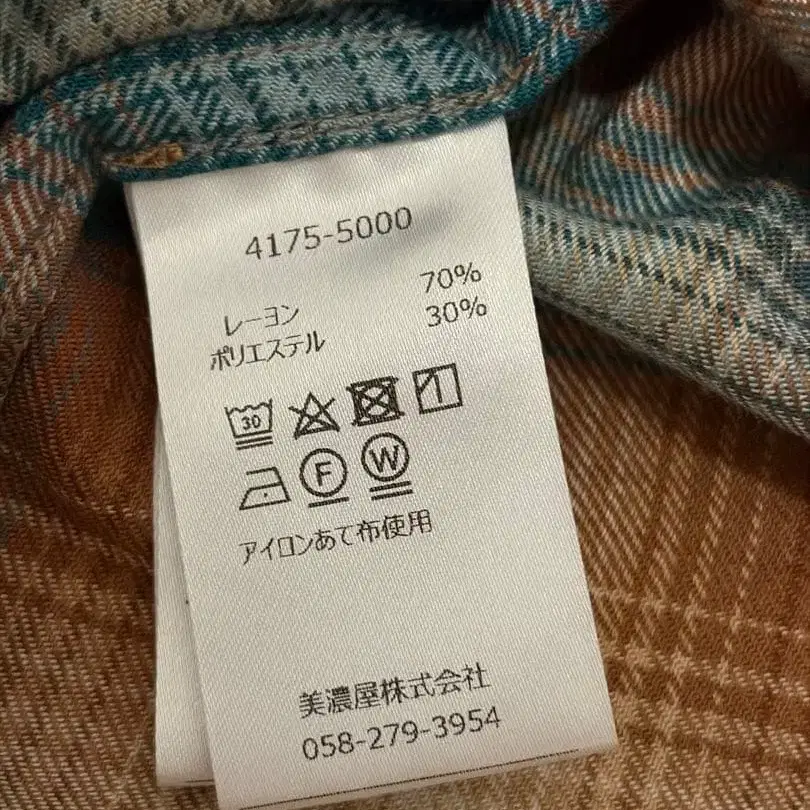 4175-5000
レーヨン 70%
ポリエステル 30%
30
F W
アイロンあて布使用
美濃屋株式会社
058-279-3954